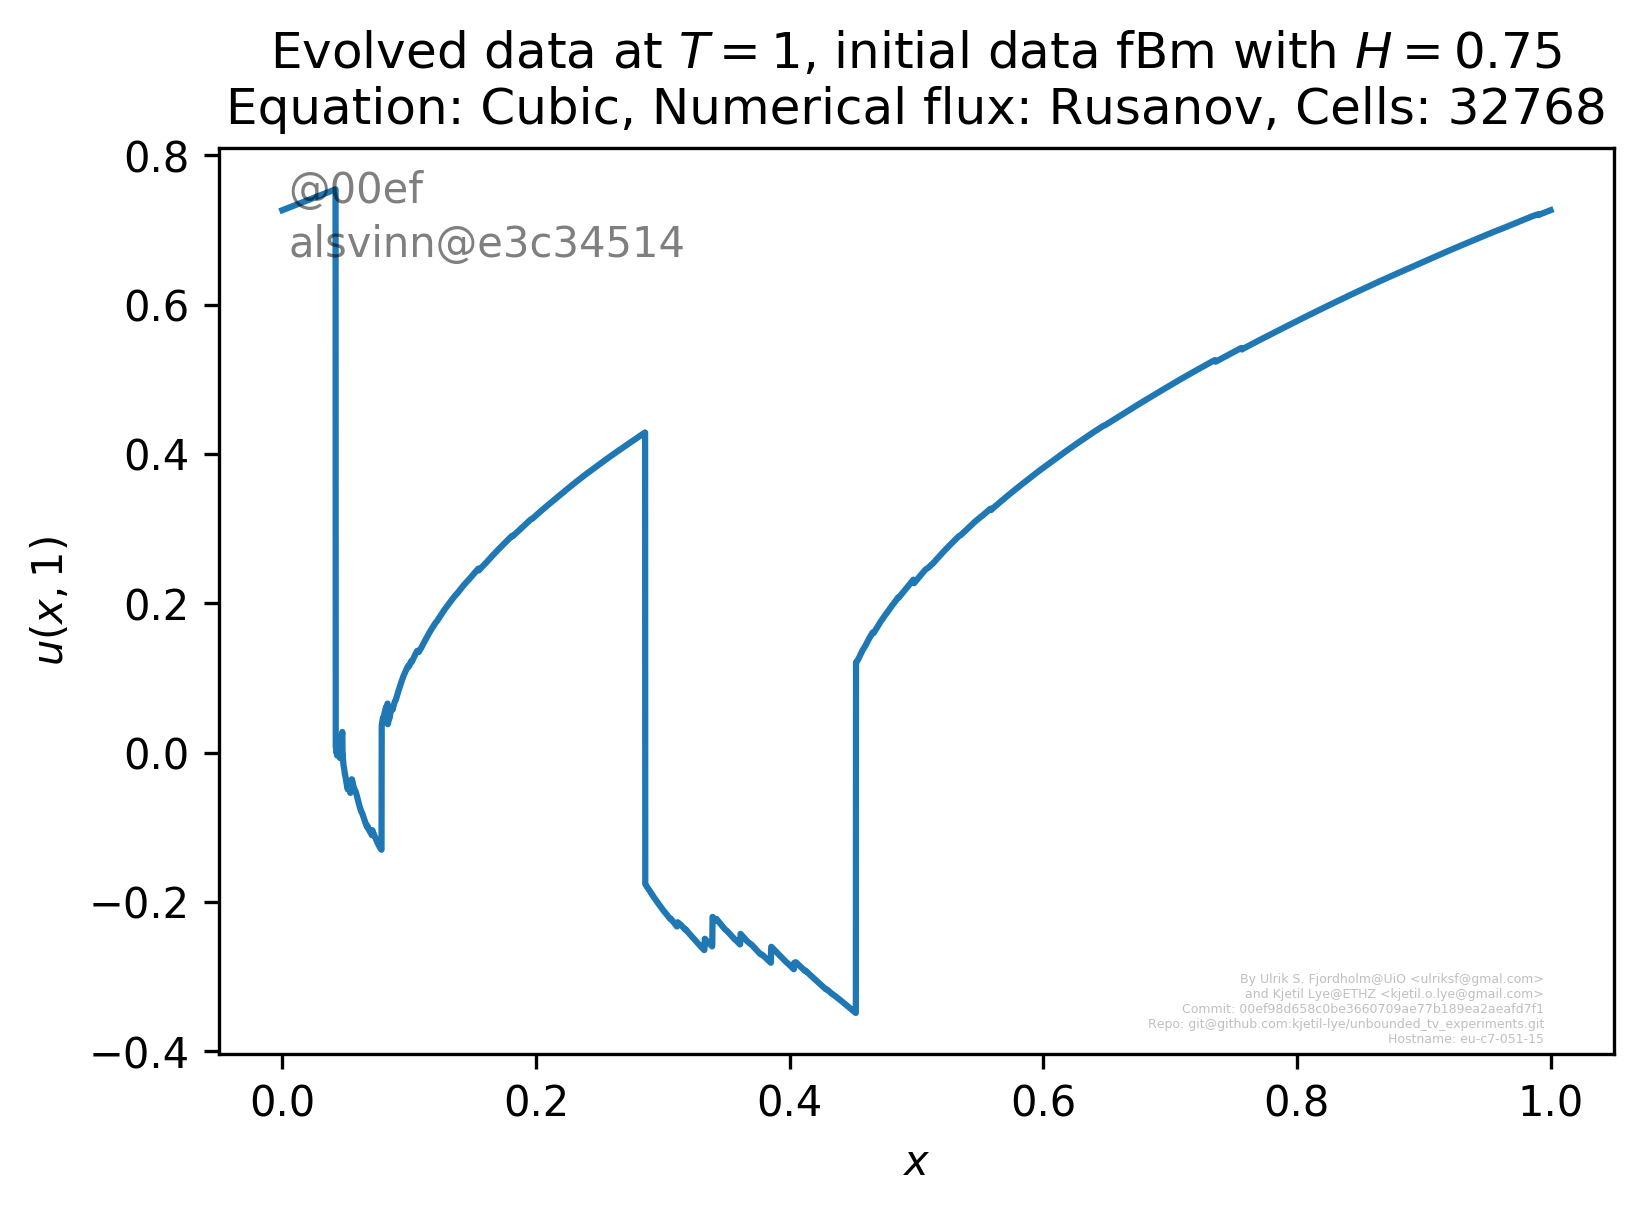 Evolved data at T = 1, initial data fBm with H = 0.75
Equation: Cubic, Numerical flux: Rusanov, Cells: 32768
@00ef
alsvinn@e3c34514
0.8
0.6
0.4
0.2
0.0
−0.2
−0.4
u(x, 1)
By Ulrik S. Fjordholm@UiO <ulriksf@gmal.com>
and Kjetil Lye@ETHZ <kjetil.o.lye@gmail.com>
Commit: 00ef98d658c0be3660709ae77b189ea2aeafd7f1
Repo: git@github.com:kjetil-lye/unbounded_tv_experiments.git
Hostname: eu-c7-051-15
0.0 0.2 0.4 0.6 0.8 1.0
x